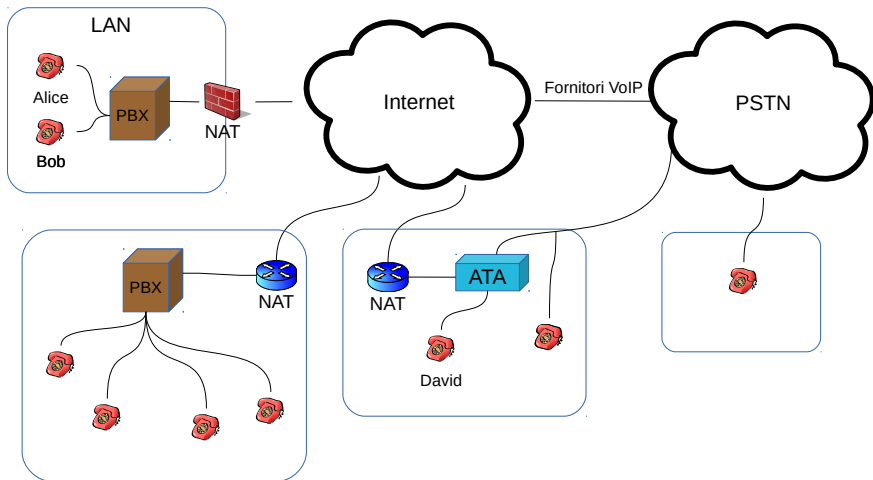 LAN
Alice
PBX
Bob
NAT
Internet
Fornitori VoIP
PSTN
PBX
NAT
NAT
ATA
David